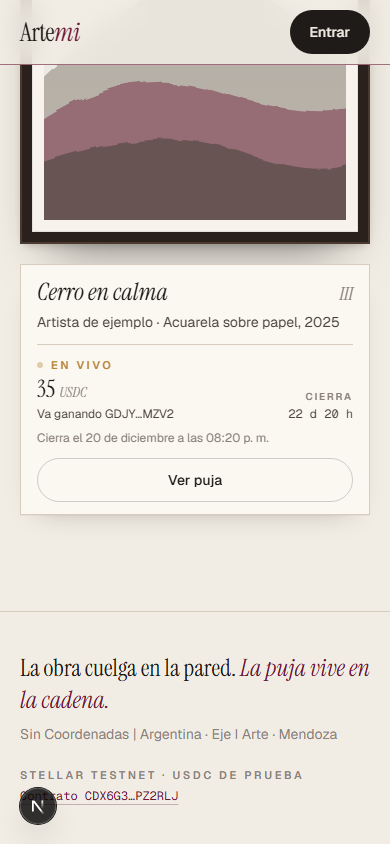 Artemi
Entrar
Cerro en calma
III
Artista de ejemplo · Acuarela sobre papel, 2025
EN VIVO
35 USDC
CIERRA
Va ganando GDJY…MZV2
22 d 20 h
Cierra el 20 de diciembre a las 08:20 p. m.
Ver puja
La obra cuelga en la pared. La puja vive en
la cadena.
Sin Coordenadas | Argentina · Eje I Arte · Mendoza
STELLAR TESTNET · USDC DE PRUEBA
Contrato CDX6G3…PZ2RLJ
N